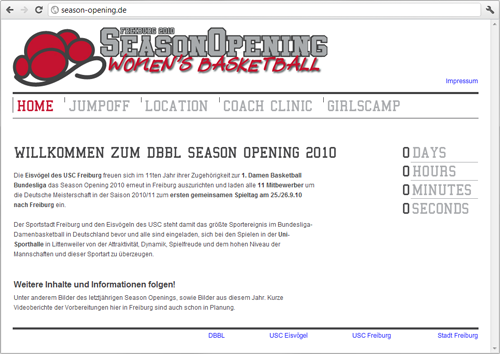 season-opening.de
FREIBURG 2010
SEASONOPENING
WOMEN'S BASKETBALL
Impressum
HOME JUMPOFF LOCATION COACH CLINIC GIRLSCAMP
WILLKOMMEN ZUM DBBL SEASON OPENING 2010
Die Eisvögel des USC Freiburg freuen sich im 11ten Jahr ihrer Zugehörigkeit zur 1. Damen Basketball
Bundesliga das Season Opening 2010 erneut in Freiburg auszurichten und laden alle 11 Mitbewerber um
die Deutsche Meisterschaft in der Saison 2010/11 zum ersten gemeinsamen Spieltag am 25./26.9.10
nach Freiburg ein.
Der Sportstadt Freiburg und den Eisvögeln des USC steht damit das größte Sportereignis im Bundesliga-
Damenbasketball in Deutschland bevor und alle sind eingeladen, sich bei den Spielen in der Uni-
Sporthalle in Littenweiler von der Attraktivität, Dynamik, Spielfreude und dem hohen Niveau der
Mannschaften und dieser Sportart zu überzeugen.
Weitere Inhalte und Informationen folgen!
Unter anderem Bilder des letztjährigen Season Openings, sowie Bilder aus diesem Jahr. Kurze
Videoberichte der Vorbereitungen hier in Freiburg sind auch schon in Planung.
0 DAYS
0 HOURS
0 MINUTES
0 SECONDS
DBBL USC Eisvögel USC Freiburg Stadt Freiburg